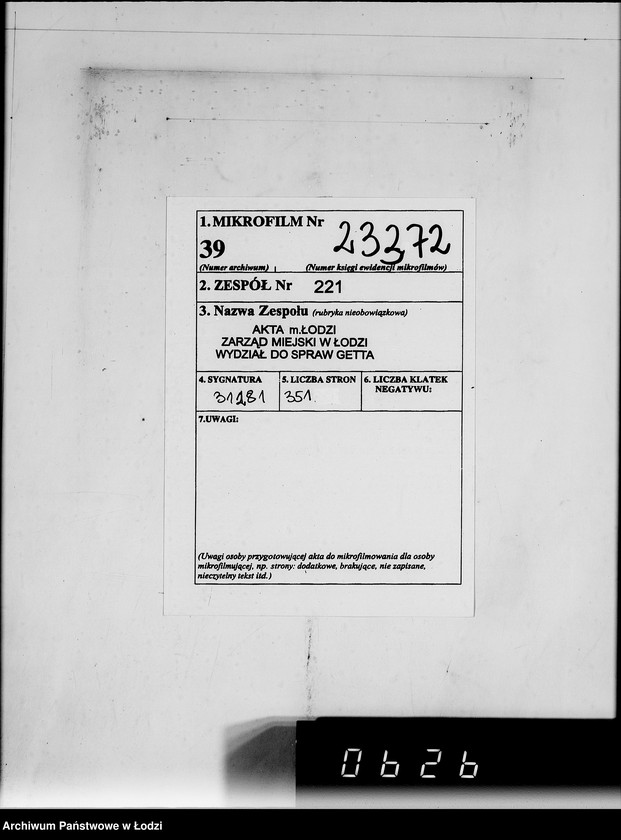 1. MIKROFILM Nr
39 23272
(Numer archiwum) (Numer księgi ewidencji mikrofilmów)
2. ZESPÓŁ Nr 221
3. Nazwa Zespołu (rubryka nieobowiązkowa)
AKTA m.ŁODZI
ZARZĄD MIEJSKI W ŁODZI
WYDZIAŁ DO SPRAW GETTA
4. SYGNATURA 5. LICZBA STRON 6. LICZBA KLATEK
NEGATYWU:
31281 351
7.UWAGI:
(Uwagi osoby przygotowującej akta do mikrofilmowania dla osoby
mikrofilmującej, np. strony: dodatkowe, brakujące, nie zapisane,
nieczytelny tekst itd.)
0626
Archiwum Państwowe w Łodzi